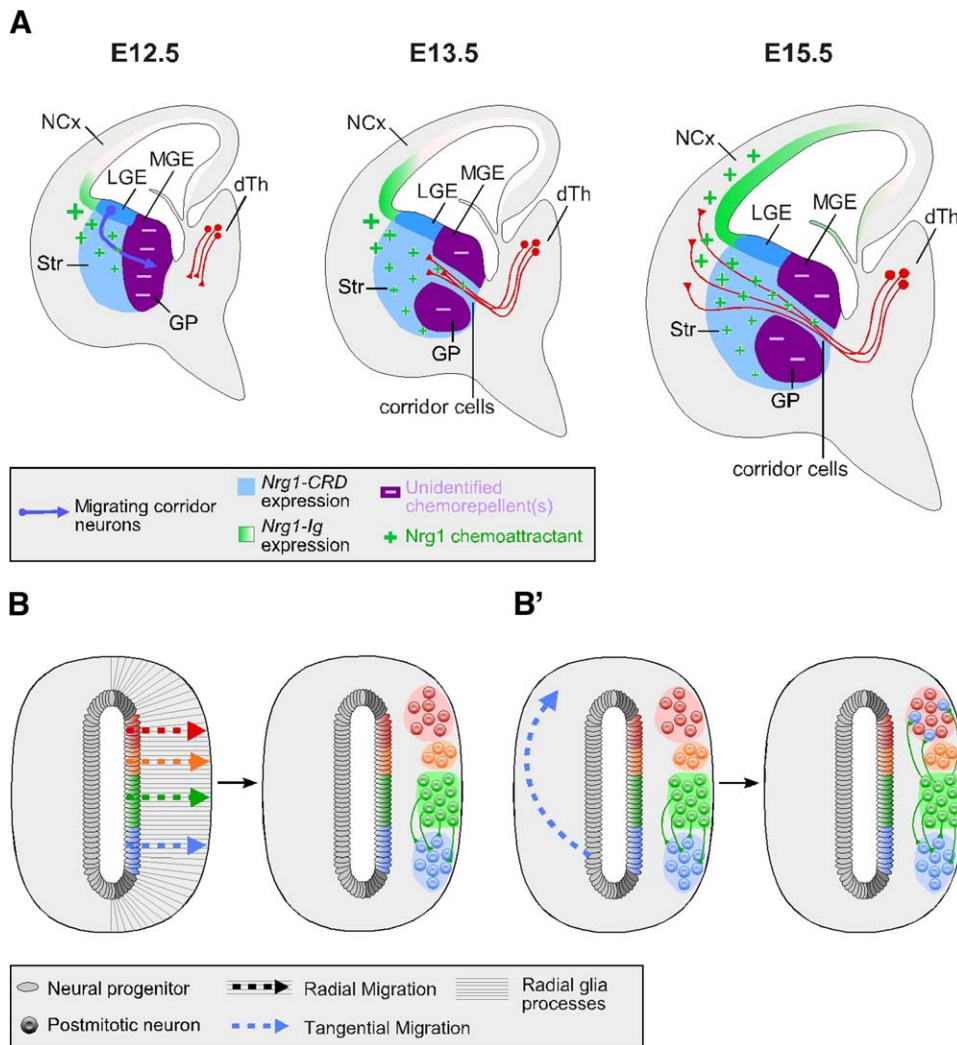 A
E12.5
E13.5
E15.5
NCx
MGE
LGE
dTh
Str
GP
NCx
MGE
LGE
dTh
Str
GP
corridor cells
NCx
LGE
MGE
dTh
Str
GP
corridor cells
Migrating corridor
neurons
Nrg1-CRD
expression
Nrg1-Ig
expression
Unidentified
chemorepellent(s)
Nrg1 chemoattractant
B
B'
Neural progenitor
Postmitotic neuron
Radial Migration
Tangential Migration
Radial glia
processes